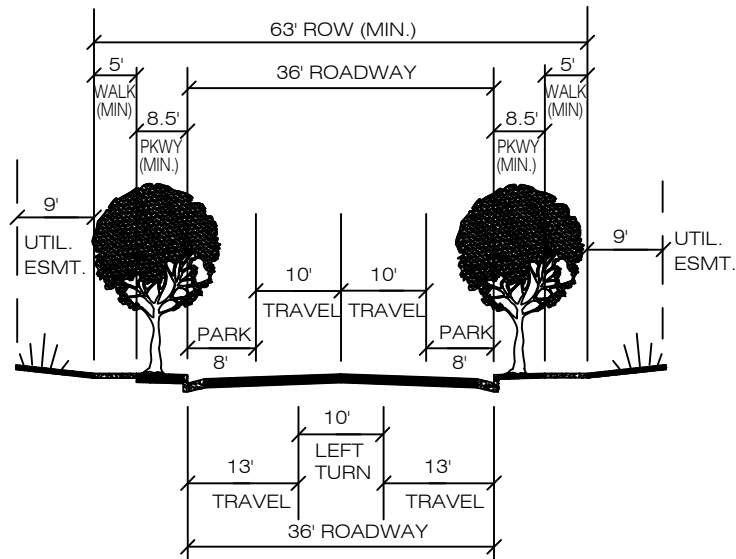 63' ROW (MIN.)
5'
36' ROADWAY
5'
WALK
(MIN)
WALK
(MIN)
8.5'
8.5'
PKWY
(MIN.)
PKWY
(MIN.)
9'
UTIL.
ESMT.
9'
UTIL.
ESMT.
10'
10'
TRAVEL
TRAVEL
PARK
8'
PARK
8'
10'
LEFT
TURN
13'
13'
TRAVEL
TRAVEL
36' ROADWAY